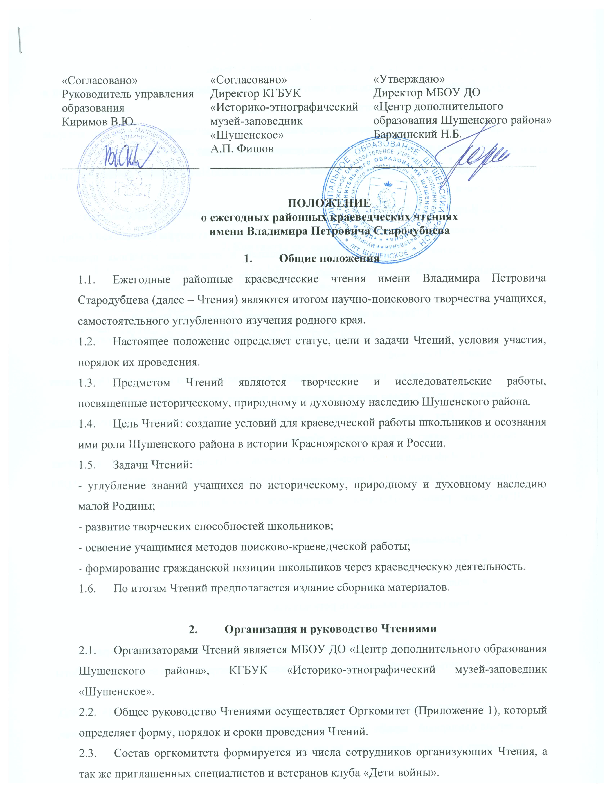 «Согласовано»
Руководитель управления
образования
Киримов В.Ю.
«Согласовано»
Директор КГБУК
«Историко-этнографический
музей-заповедник
«Шушенское»
А.П. Фишов
«Утверждаю»
Директор МБОУ ДО
«Центр дополнительного
образования Шушенского района»
Баржинский Н.Б.
ПОЛОЖЕНИЕ
о ежегодных районных краеведческих чтениях
имени Владимира Петровича Стародубцева
1. Общие положения
1.1. Ежегодные районные краеведческие чтения имени Владимира Петровича
Стародубцева (далее – Чтения) являются итогом научно-поискового творчества учащихся,
самостоятельного углубленного изучения родного края.
1.2. Настоящее положение определяет статус, цели и задачи Чтений, условия участия,
порядок их проведения.
1.3. Предметом Чтений являются творческие и исследовательские работы,
посвященные историческому, природному и духовному наследию Шушенского района.
1.4. Цель Чтений: создание условий для краеведческой работы школьников и осознания
ими роли Шушенского района в истории Красноярского края и России.
1.5. Задачи Чтений:
- углубление знаний учащихся по историческому, природному и духовному наследию
малой Родины;
- развитие творческих способностей школьников;
- освоение учащимися методов поисково-краеведческой работы;
- формирование гражданской позиции школьников через краеведческую деятельность.
1.6. По итогам Чтений предполагается издание сборника материалов.
2. Организация и руководство Чтениями
2.1. Организаторами Чтений является МБОУ ДО «Центр дополнительного образования
Шушенского района», КГБУК «Историко-этнографический музей-заповедник
«Шушенское».
2.2. Общее руководство Чтениями осуществляет Оргкомитет (Приложение 1), который
определяет форму, порядок и сроки проведения Чтений.
2.3. Состав оргкомитета формируется из числа сотрудников организующих Чтения, а
так же приглашенных специалистов и ветеранов клуба «Дети войны».